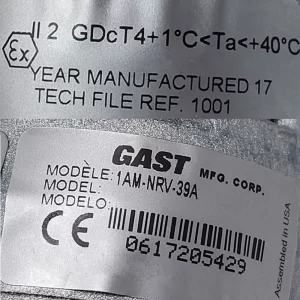 Ex II 2 GDcT4+1°C<Ta<+40°C
YEAR MANUFACTURED 17
TECH FILE REF. 1001
GAST MFG. CORP.
MODÈLE: 1AM-NRV-39A
MODEL:
MODELO:
CE 0617205429
Assembled in USA